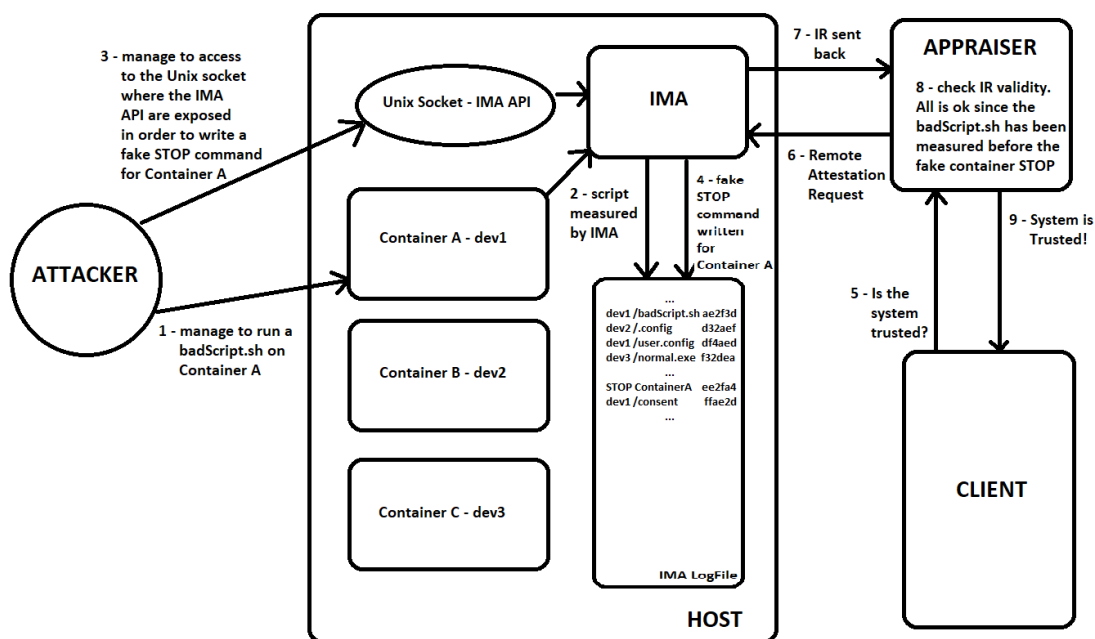 3 - manage to access
to the Unix socket
where the IMA
API are exposed
in order to write a
fake STOP command
for Container A
ATTACKER
1 - manage to run a
badScript.sh on
Container A
Unix Socket - IMA API
IMA
2 - script
measured
by IMA
4 - fake
STOP
command
written
for
Container A
Container A - dev1
Container B - dev2
Container C - dev3
...
dev1/badScript.sh ae2f3d
dev2/.config d32aef
dev1/user.config df4aed
dev3/normal.exe f32dea
...
STOP ContainerA ee2fa4
dev1/consent ffae2d
...
IMA LogFile
HOST
7 - IR sent
back
6 - Remote
Attestation
Request
APPRAISER
8 - check IR validity.
All is ok since the
badScript.sh has been
measured before the
fake container STOP
9 - System is
Trusted!
5 - Is the
system
trusted?
CLIENT